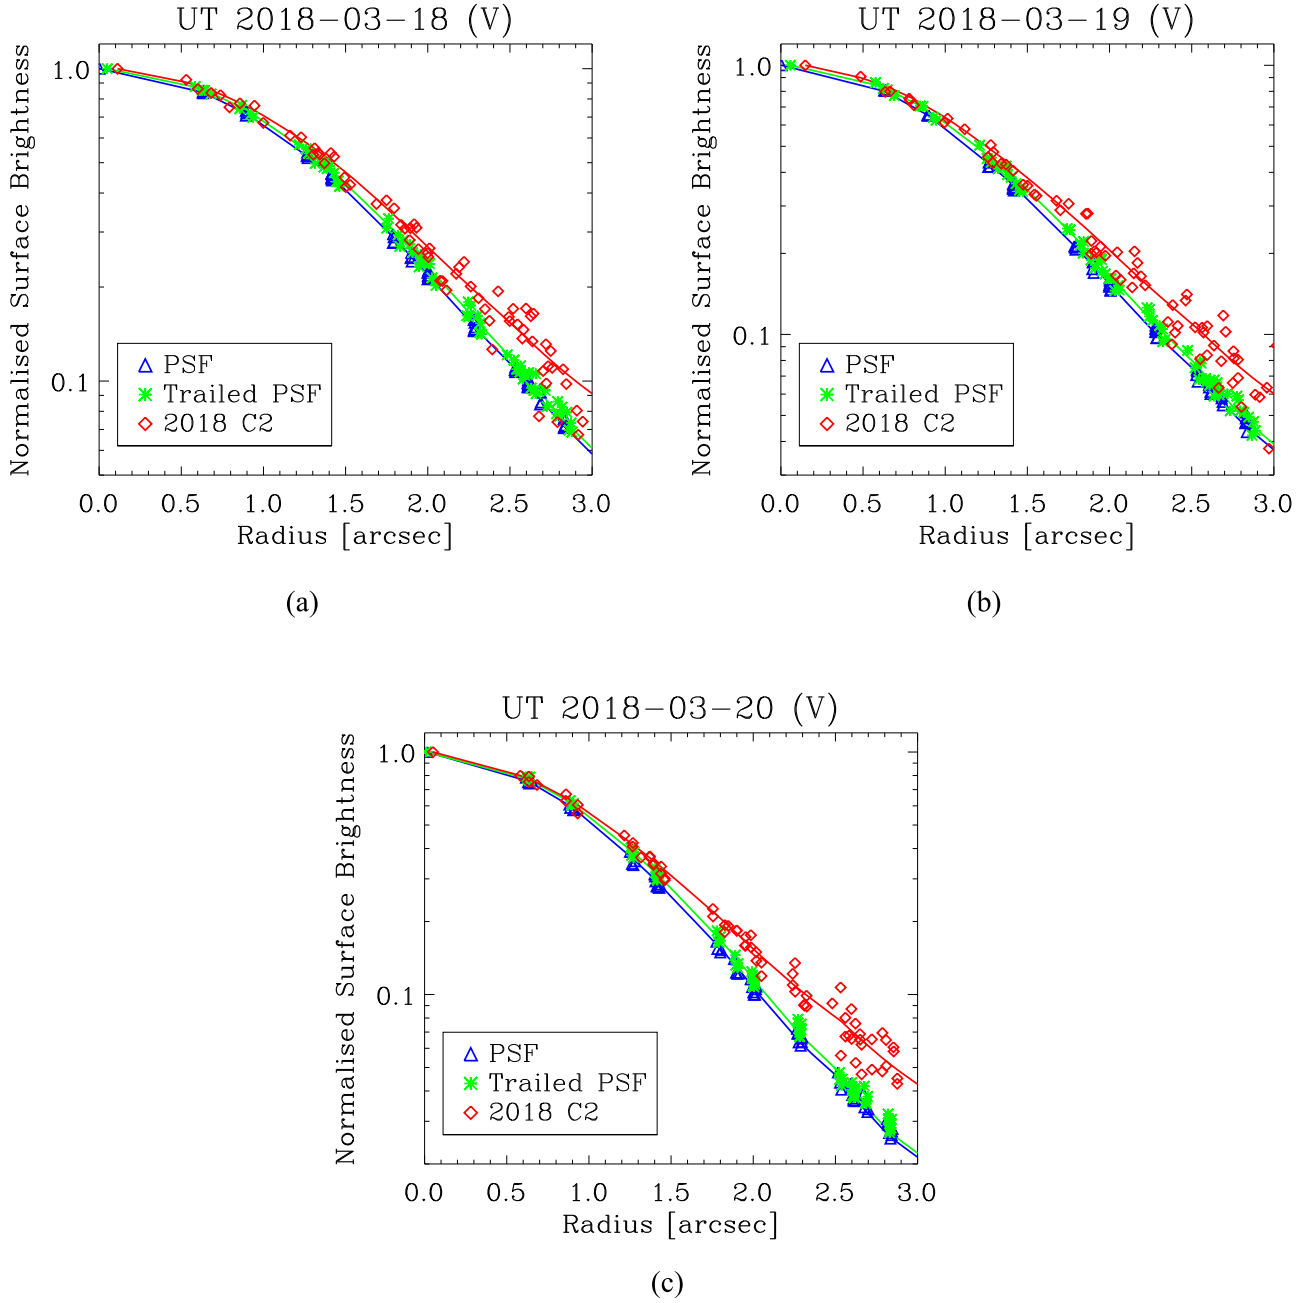 UT 2018-03-18 (V)
Normalised Surface Brightness
1.0
0.1
PSF
Trailed PSF
2018 C2
0.0 0.5 1.0 1.5 2.0 2.5 3.0
Radius [arcsec]
(a)
UT 2018-03-19 (V)
Normalised Surface Brightness
1.0
0.1
PSF
Trailed PSF
2018 C2
0.0 0.5 1.0 1.5 2.0 2.5 3.0
Radius [arcsec]
(b)
UT 2018-03-20 (V)
Normalised Surface Brightness
1.0
0.1
PSF
Trailed PSF
2018 C2
0.0 0.5 1.0 1.5 2.0 2.5 3.0
Radius [arcsec]
(c)